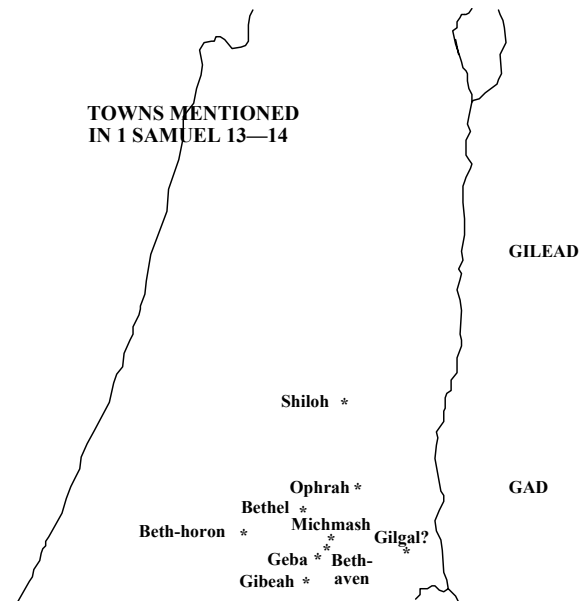 TOWNS MENTIONED
IN 1 SAMUEL 13—14
GILEAD
Shiloh *
Ophrah *
GAD
Bethel *
Beth-horon *
Michmash
*
Gilgal?
*
Geba *
* Beth-
aven
Gibeah *